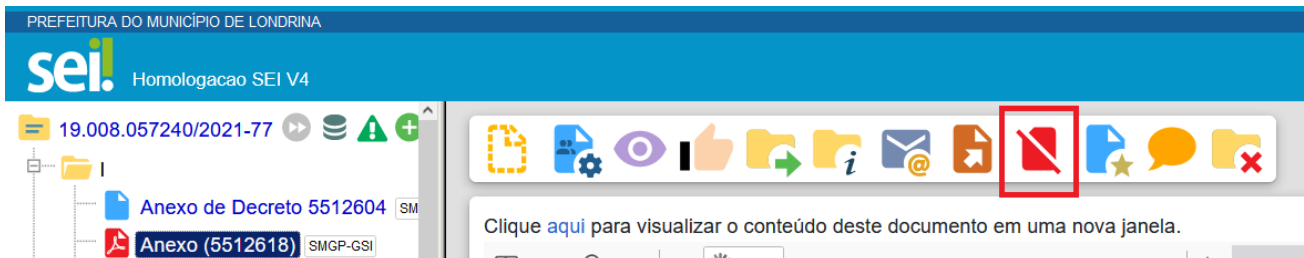 PREFEITURA DO MUNICÍPIO DE LONDRINA
sei! Homologacao SEI V4
19.008.057240/2021-77
I
Anexo de Decreto 5512604 SM
Anexo (5512618) SMGP-GSI
Clique aqui para visualizar o conteúdo deste documento em uma nova janela.